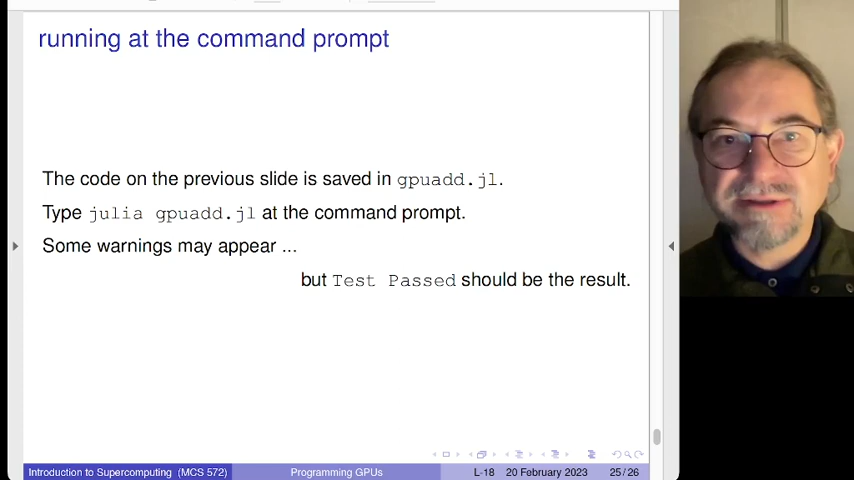 running at the command prompt
The code on the previous slide is saved in gpuadd.jl.
Type julia gpuadd.jl at the command prompt.
Some warnings may appear ...
but Test Passed should be the result.
Introduction to Supercomputing (MCS 572) Programming GPUs L-18 20 February 2023 25 / 26